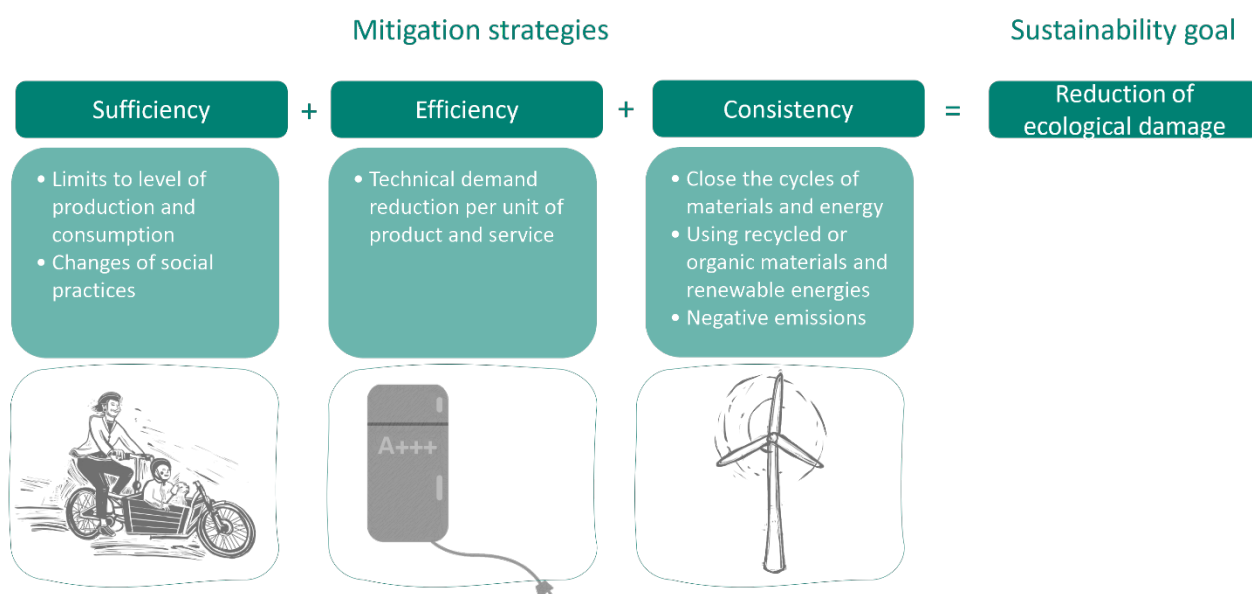 Mitigation strategies
Sustainability goal
Sufficiency
+
Efficiency
+
Consistency
=
Reduction of
ecological damage
• Limits to level of
production and
consumption
• Changes of social
practices
• Technical demand
reduction per unit of
product and service
• Close the cycles of
materials and energy
• Using recycled or
organic materials and
renewable energies
• Negative emissions
A+++